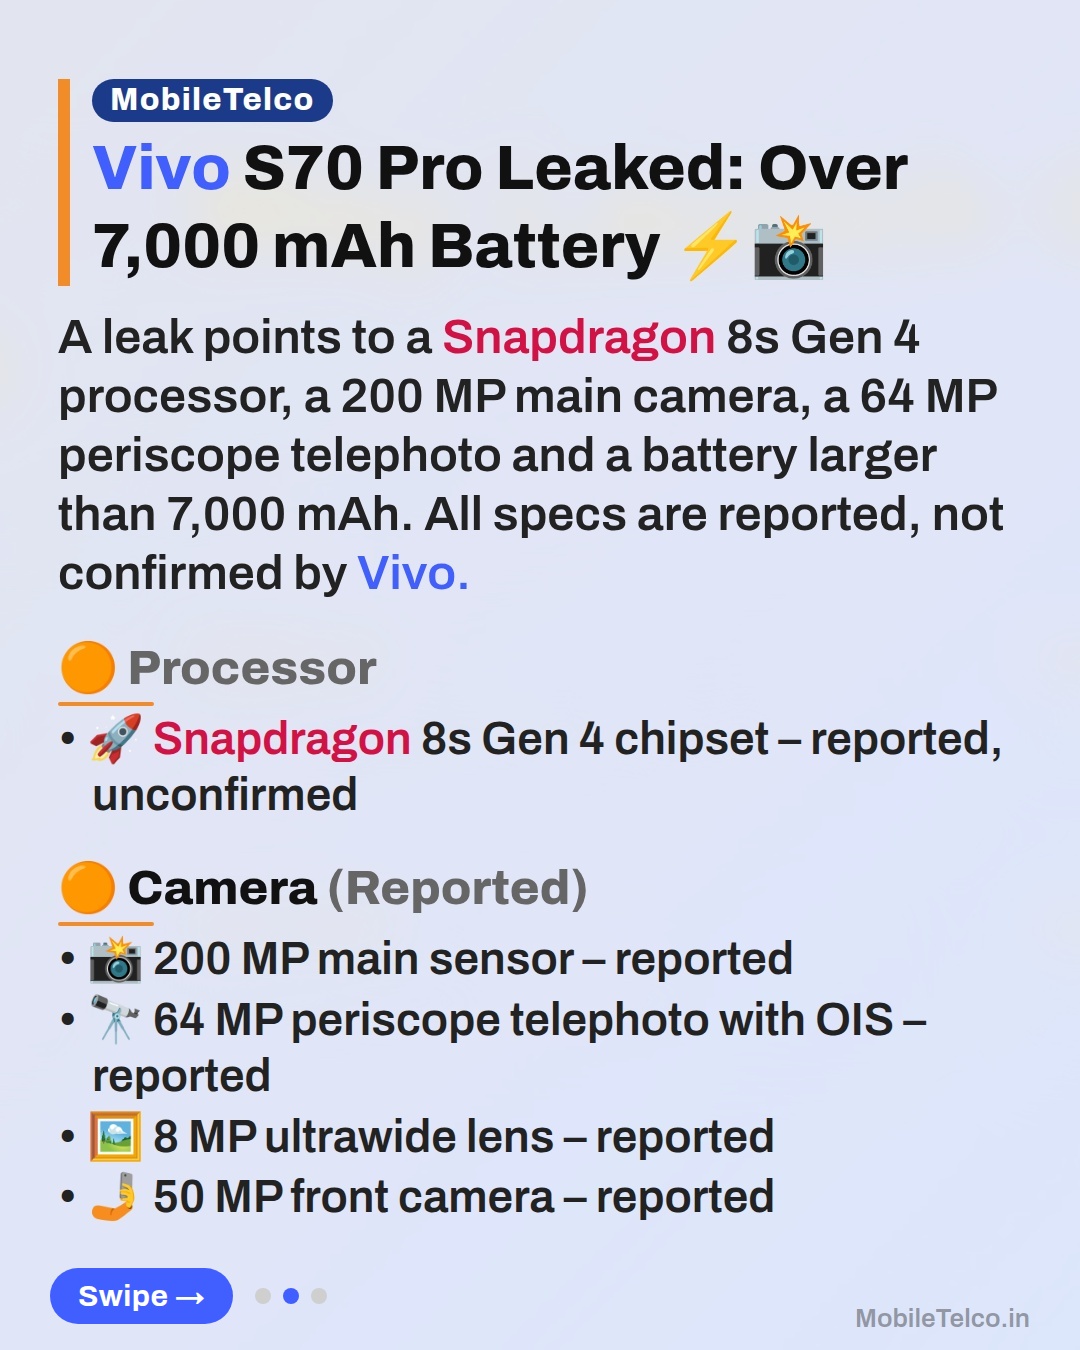 MobileTelco
Vivo S70 Pro Leaked: Over
7,000 mAh Battery ⚡📸
A leak points to a Snapdragon 8s Gen 4
processor, a 200 MP main camera, a 64 MP
periscope telephoto and a battery larger
than 7,000 mAh. All specs are reported, not
confirmed by Vivo.
🟠 Processor
• 🚀 Snapdragon 8s Gen 4 chipset – reported,
unconfirmed
🟠 Camera (Reported)
• 📸 200 MP main sensor – reported
• 🔭 64 MP periscope telephoto with OIS –
reported
• 🖼️ 8 MP ultrawide lens – reported
• 🤳 50 MP front camera – reported
Swipe →
MobileTelco.in